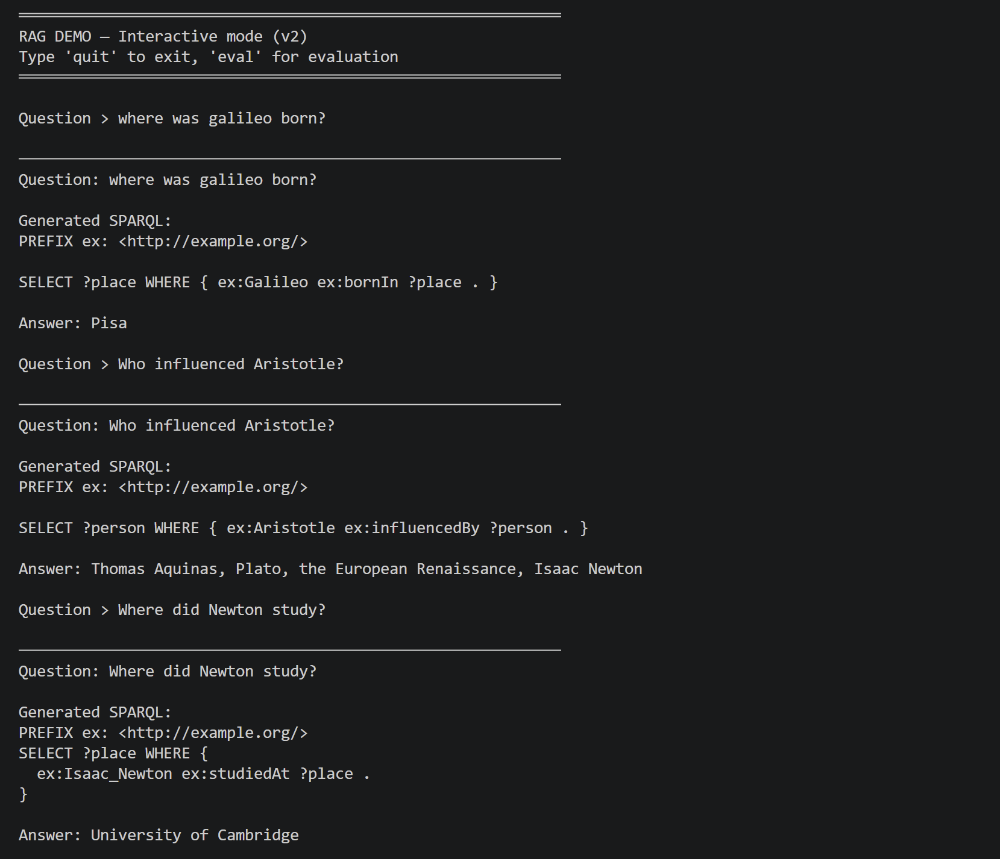 RAG DEMO — Interactive mode (v2)
Type 'quit' to exit, 'eval' for evaluation
Question > where was galileo born?
Question: where was galileo born?
Generated SPARQL:
PREFIX ex: <http://example.org/>
SELECT ?place WHERE { ex:Galileo ex:bornIn ?place . }
Answer: Pisa
Question > Who influenced Aristotle?
Question: Who influenced Aristotle?
Generated SPARQL:
PREFIX ex: <http://example.org/>
SELECT ?person WHERE { ex:Aristotle ex:influencedBy ?person . }
Answer: Thomas Aquinas, Plato, the European Renaissance, Isaac Newton
Question > Where did Newton study?
Question: Where did Newton study?
Generated SPARQL:
PREFIX ex: <http://example.org/>
SELECT ?place WHERE {
  ex:Isaac_Newton ex:studiedAt ?place .
}
Answer: University of Cambridge